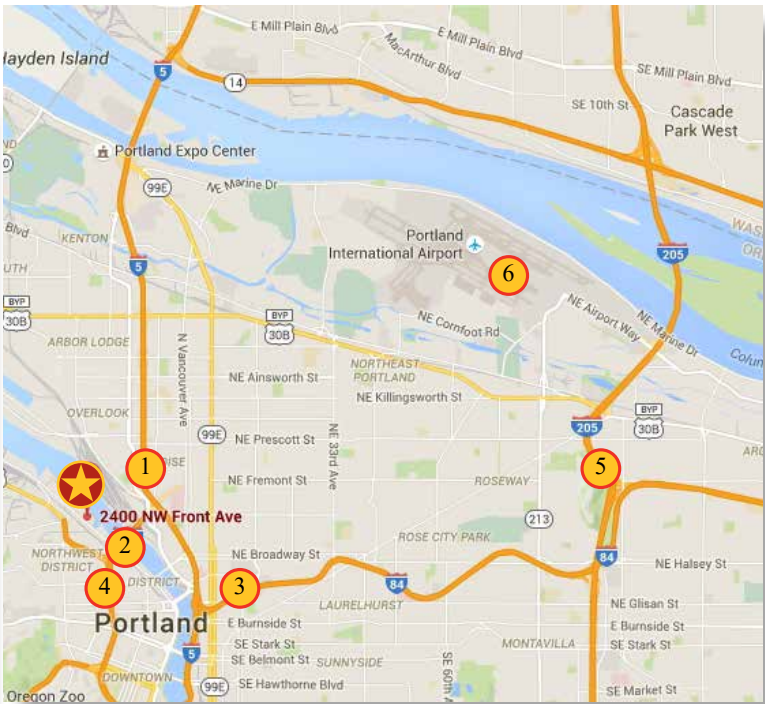 E Mill Plain Blvd
E Mill Plain Blvd
MacArthur Blvd
Hayden Island
5
14
SE Mill Plain Blvd
SE 10th St
Cascade
Park West
Portland Expo Center
99E
NE Marine Dr
Blvd
KENTON
Portland
International Airport
6
205
5
BYP
30B
BYP
30B
NE Cornfoot Rd
NE Airport Way
NE Marine Dr
ARBOR LODGE
N Vancouver Ave
NE Ainsworth St
NORTHEAST
PORTLAND
NE Killingsworth St
OVERLOOK
99E
NE Prescott St
NE 33rd Ave
205
BYP
30B
1
NE Fremont St
ROSEWAY
5
2400 NW Front Ave
213
2
ROSE CITY PARK
NORTHWEST
DISTRICT
NE Broadway St
84
NE Halsey St
4
DISTRICT
3
84
LAURELHURST
NE Glisan St
Portland
E Burnside St
E Burnside St
SE Stark St
MONTAVILLA
SE Stark St
5
SE Belmont St
SUNNYSIDE
DOWNTOWN
99E
SE Hawthorne Blvd
SE 60th A
SE Market St
Oregon Zoo